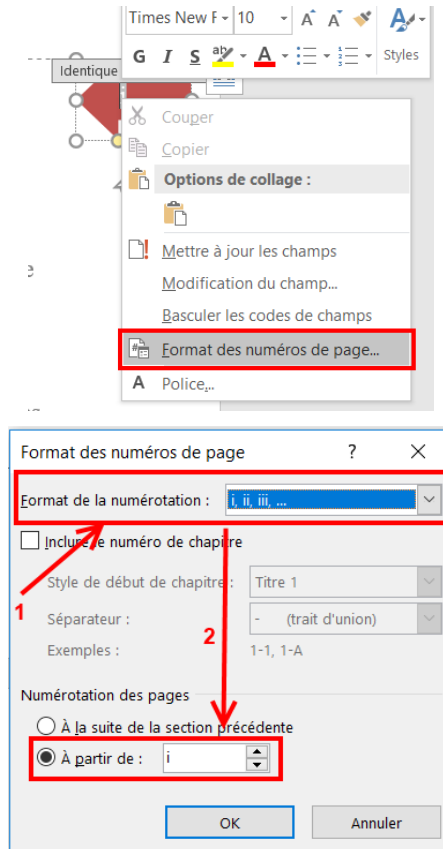 Times New F 10 A A A
G I S aby A Styles
Identique
Couper
Copier
Options de collage :
Mettre à jour les champs
Modification du champ...
Basculer les codes de champs
# Format des numéros de page...
A Police...
Format des numéros de page ? X
Format de la numérotation : i, ii, iii, ...
Inclure le numéro de chapitre
Style de début de chapitre : Titre 1
1
Séparateur : - (trait d'union)
2
Exemples : 1-1, 1-A
Numérotation des pages
À la suite de la section précédente
À partir de : i
OK Annuler